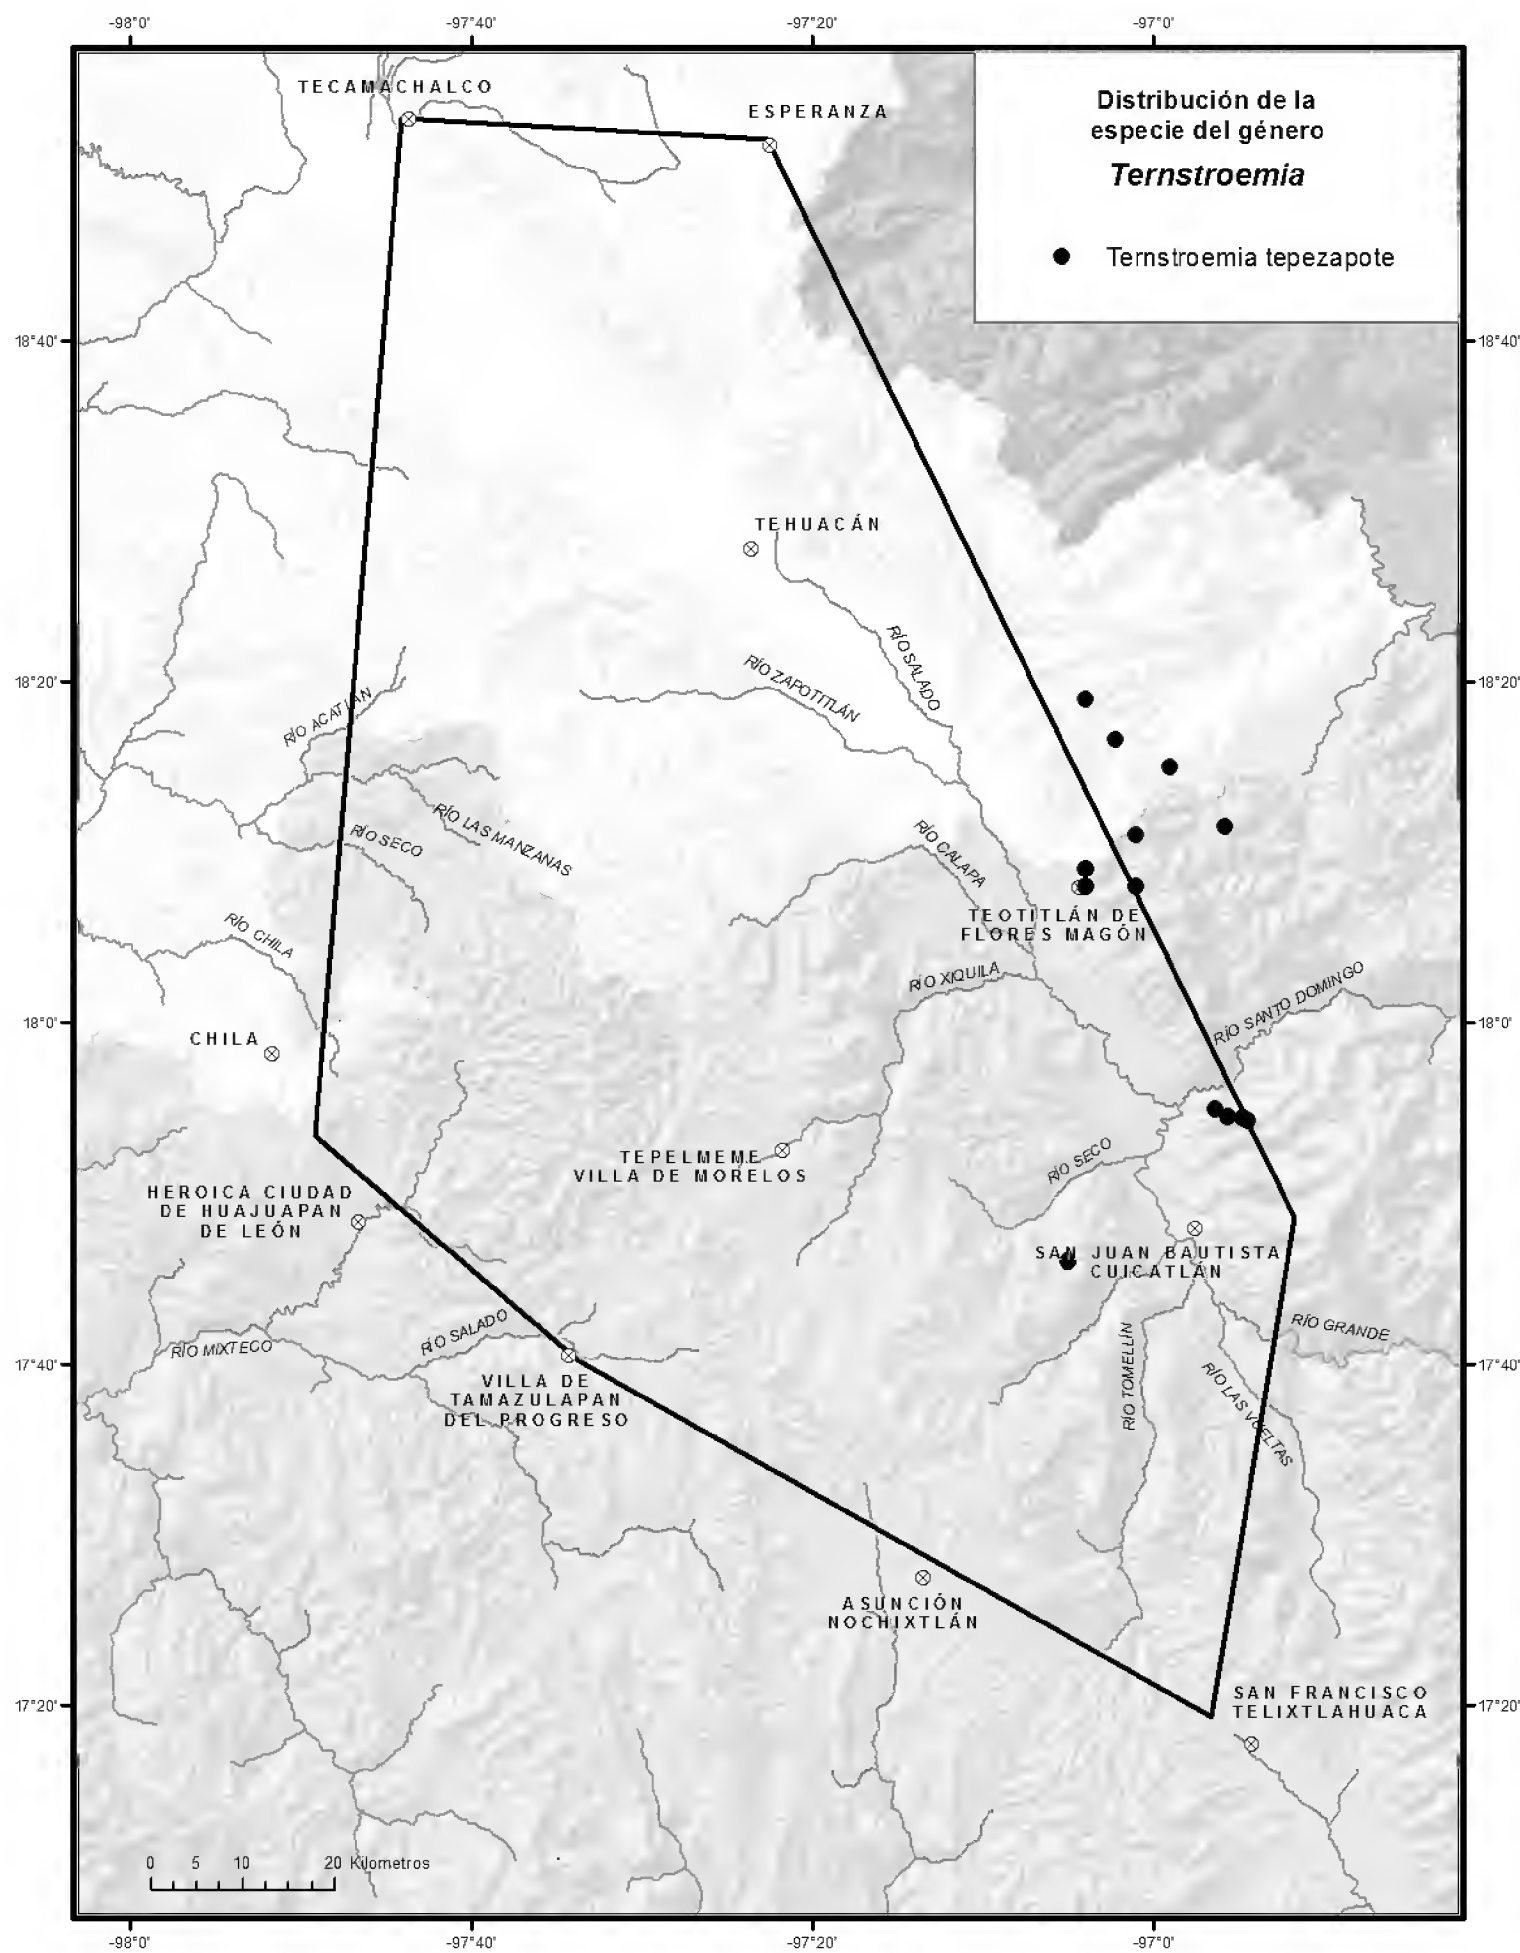 -98°0'
-97°40'
-97°20'
-97°0'
TECAMACHALCO
ESPERANZA
Distribución de la
especie del género
Ternstroemia
Ternstroemia tepezapote
18°40'
18°40'
TEHUACÁN
RÍO SALADO
RÍO ZAPOTITLÁN
18°20'
18°20'
RÍO ACATLÁN
RÍO LAS MANZANAS
RÍO SECO
RÍO CALAPA
TEOTITLÁN DE
FLORES MAGÓN
RÍO CHILA
RÍO XIQUILA
RÍO SANTO DOMINGO
18°0'
18°0'
CHILA
TEPELMEME
VILLA DE MORELOS
RÍO SECO
HEROICA CIUDAD
DE HUAJUAPAN
DE LEÓN
SAN JUAN BAUTISTA
CUICATLÁN
RÍO SALADO
RÍO MIXTECO
RÍO GRANDE
17°40'
17°40'
RÍO TOMELLÍN
RÍO LAS VUELTAS
VILLA DE
TAMAZULAPAN
DEL PROGRESO
ASUNCIÓN
NOCHIXTLÁN
17°20'
17°20'
SAN FRANCISCO
TELIXTLAHUACA
0 5 10 20 Kilometros
-98°0'
-97°40'
-97°20'
-97°0'